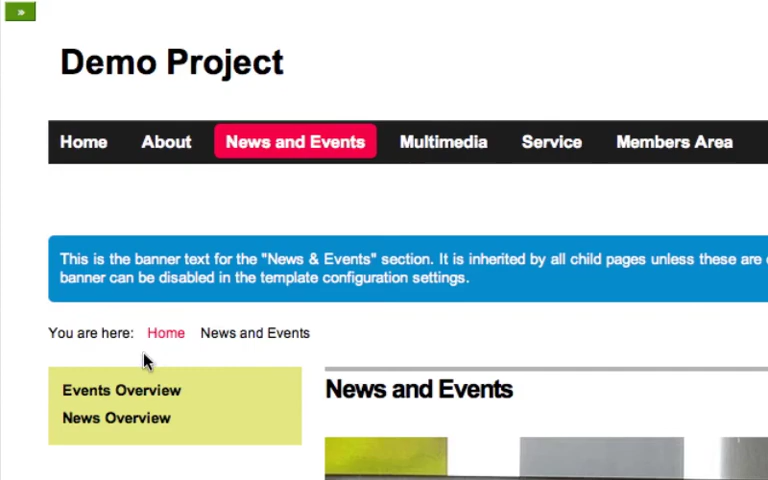 »
Demo Project
Home About News and Events Multimedia Service Members Area
This is the banner text for the "News & Events" section. It is inherited by all child pages unless these are
banner can be disabled in the template configuration settings.
You are here: Home News and Events
Events Overview
News Overview
News and Events